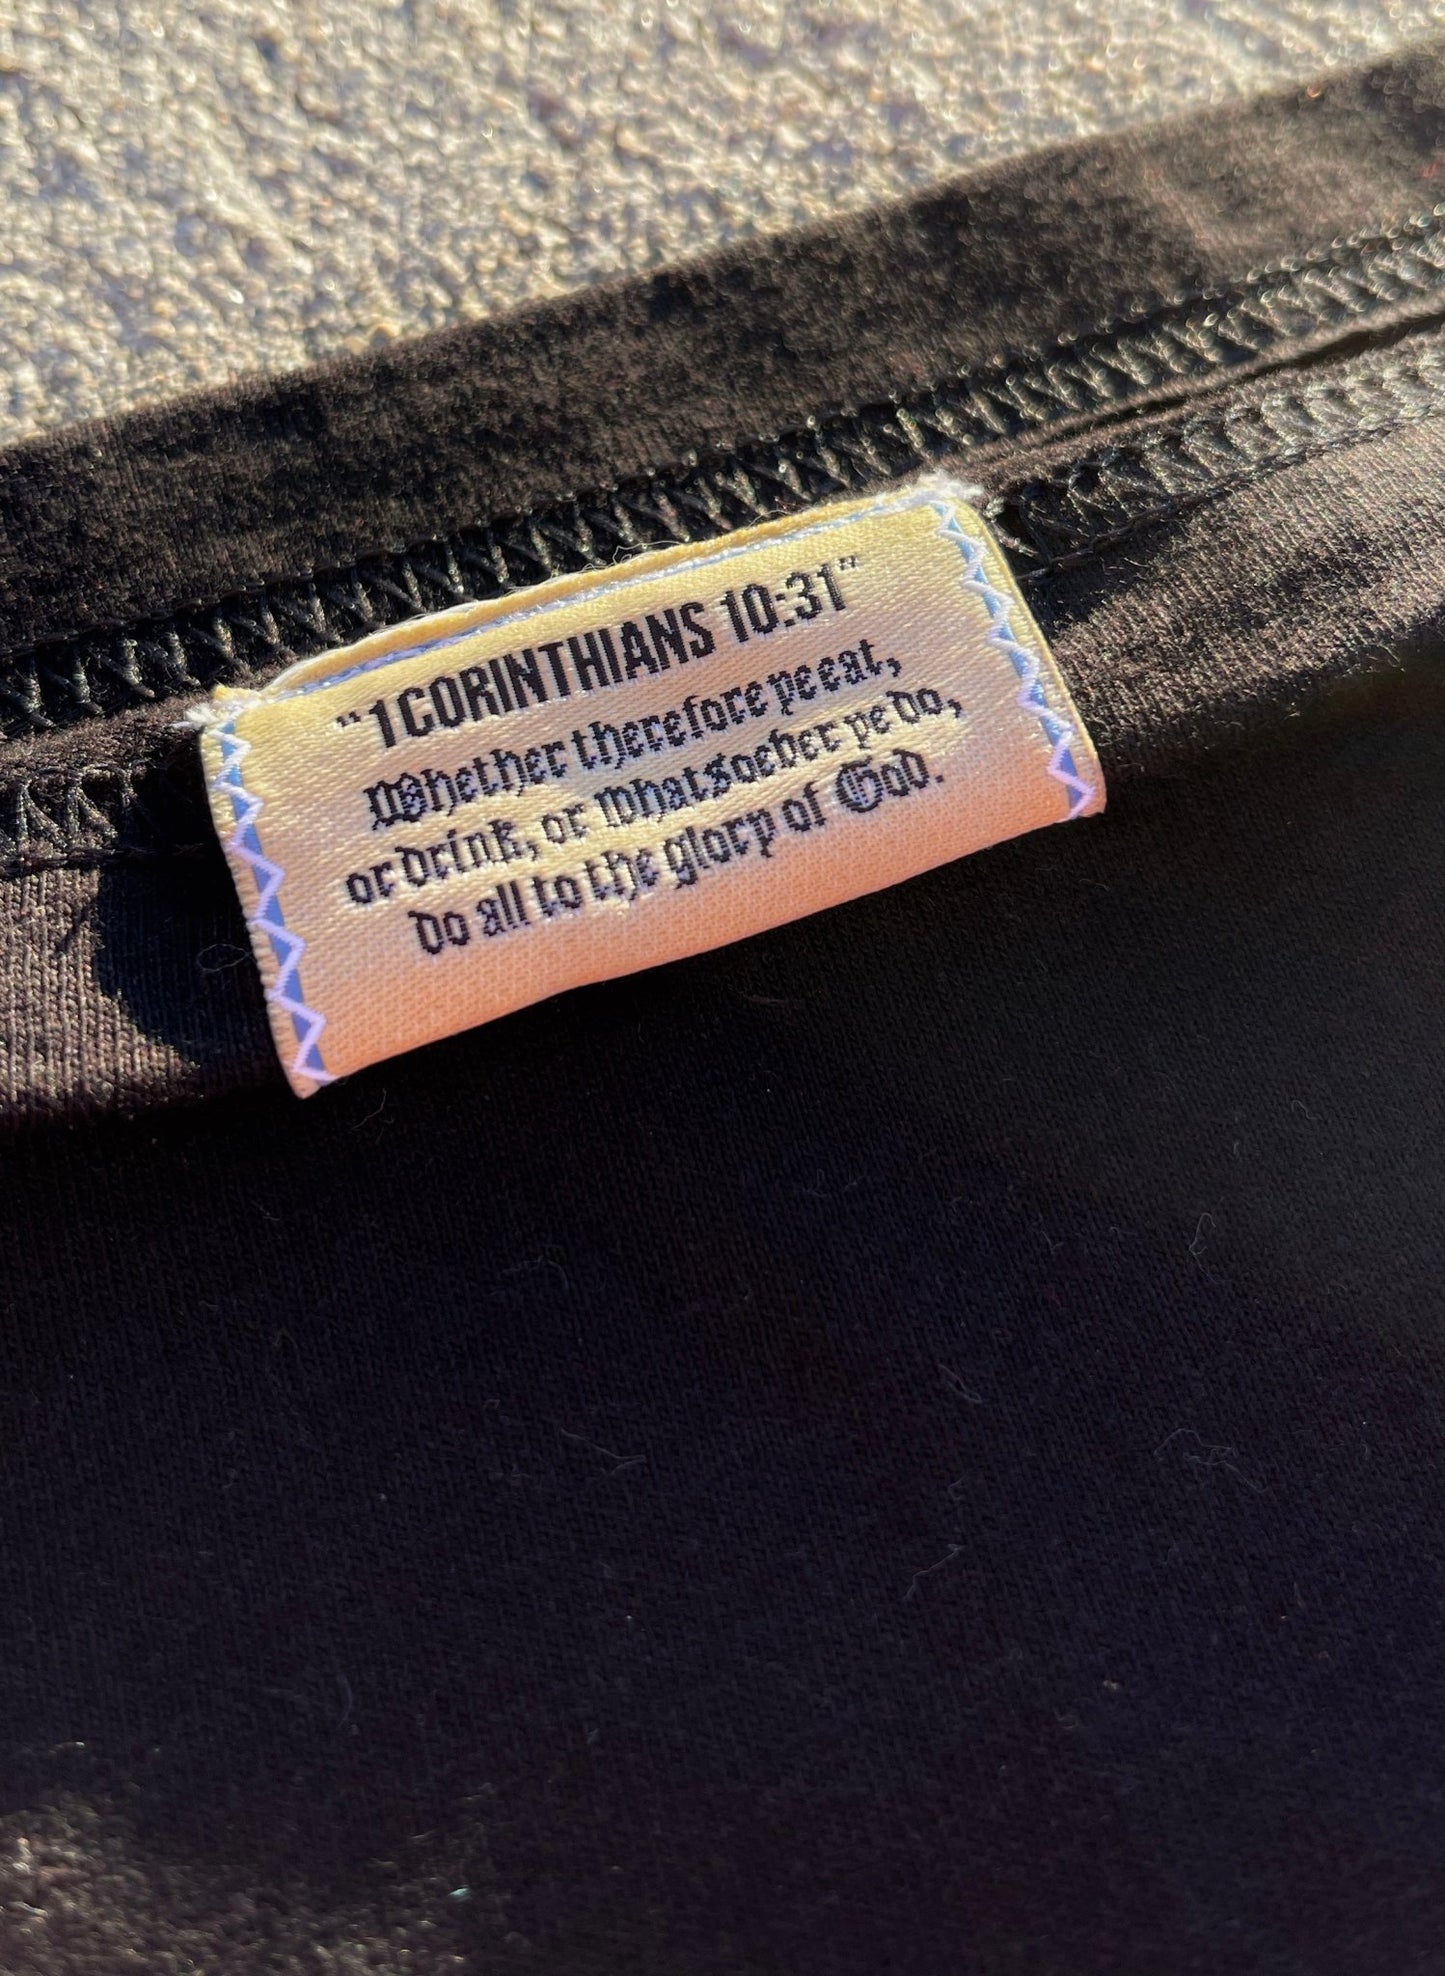 "1 CORINTHIANS 10:31"
Whether therefore ye eat,
or drink, or whatsoever ye do,
do all to the glory of God.